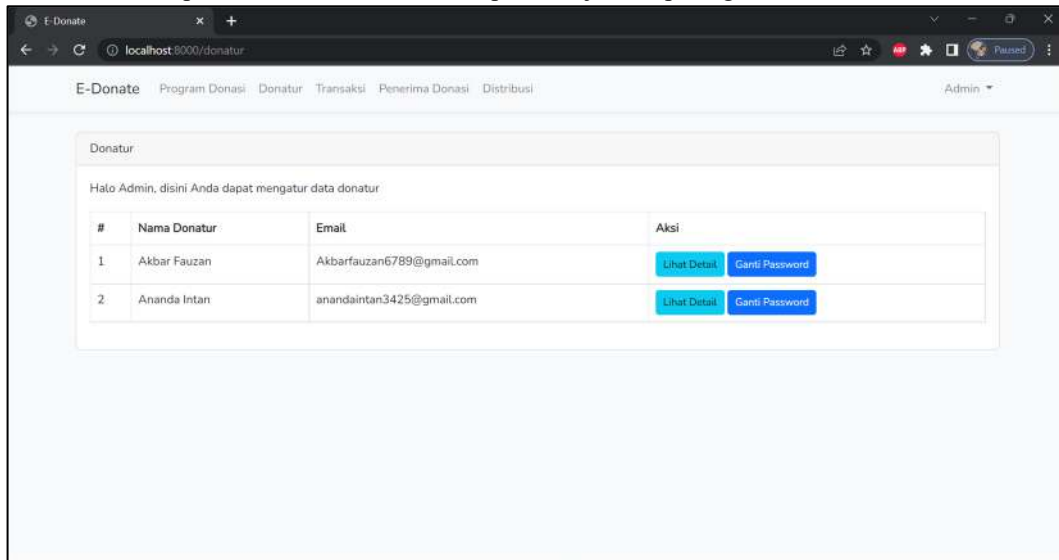 E-Donate
localhost:8000/donatur
ABP
Paused
E-Donate Program Donasi Donatur Transaksi Penerima Donasi Distribusi Admin
Donatur
Halo Admin, disini Anda dapat mengatur data donatur
# Nama Donatur Email Aksi
1 Akbar Fauzan Akbarfauzan6789@gmail.com Lihat Detail Ganti Password
2 Ananda Intan anandaintan3425@gmail.com Lihat Detail Ganti Password